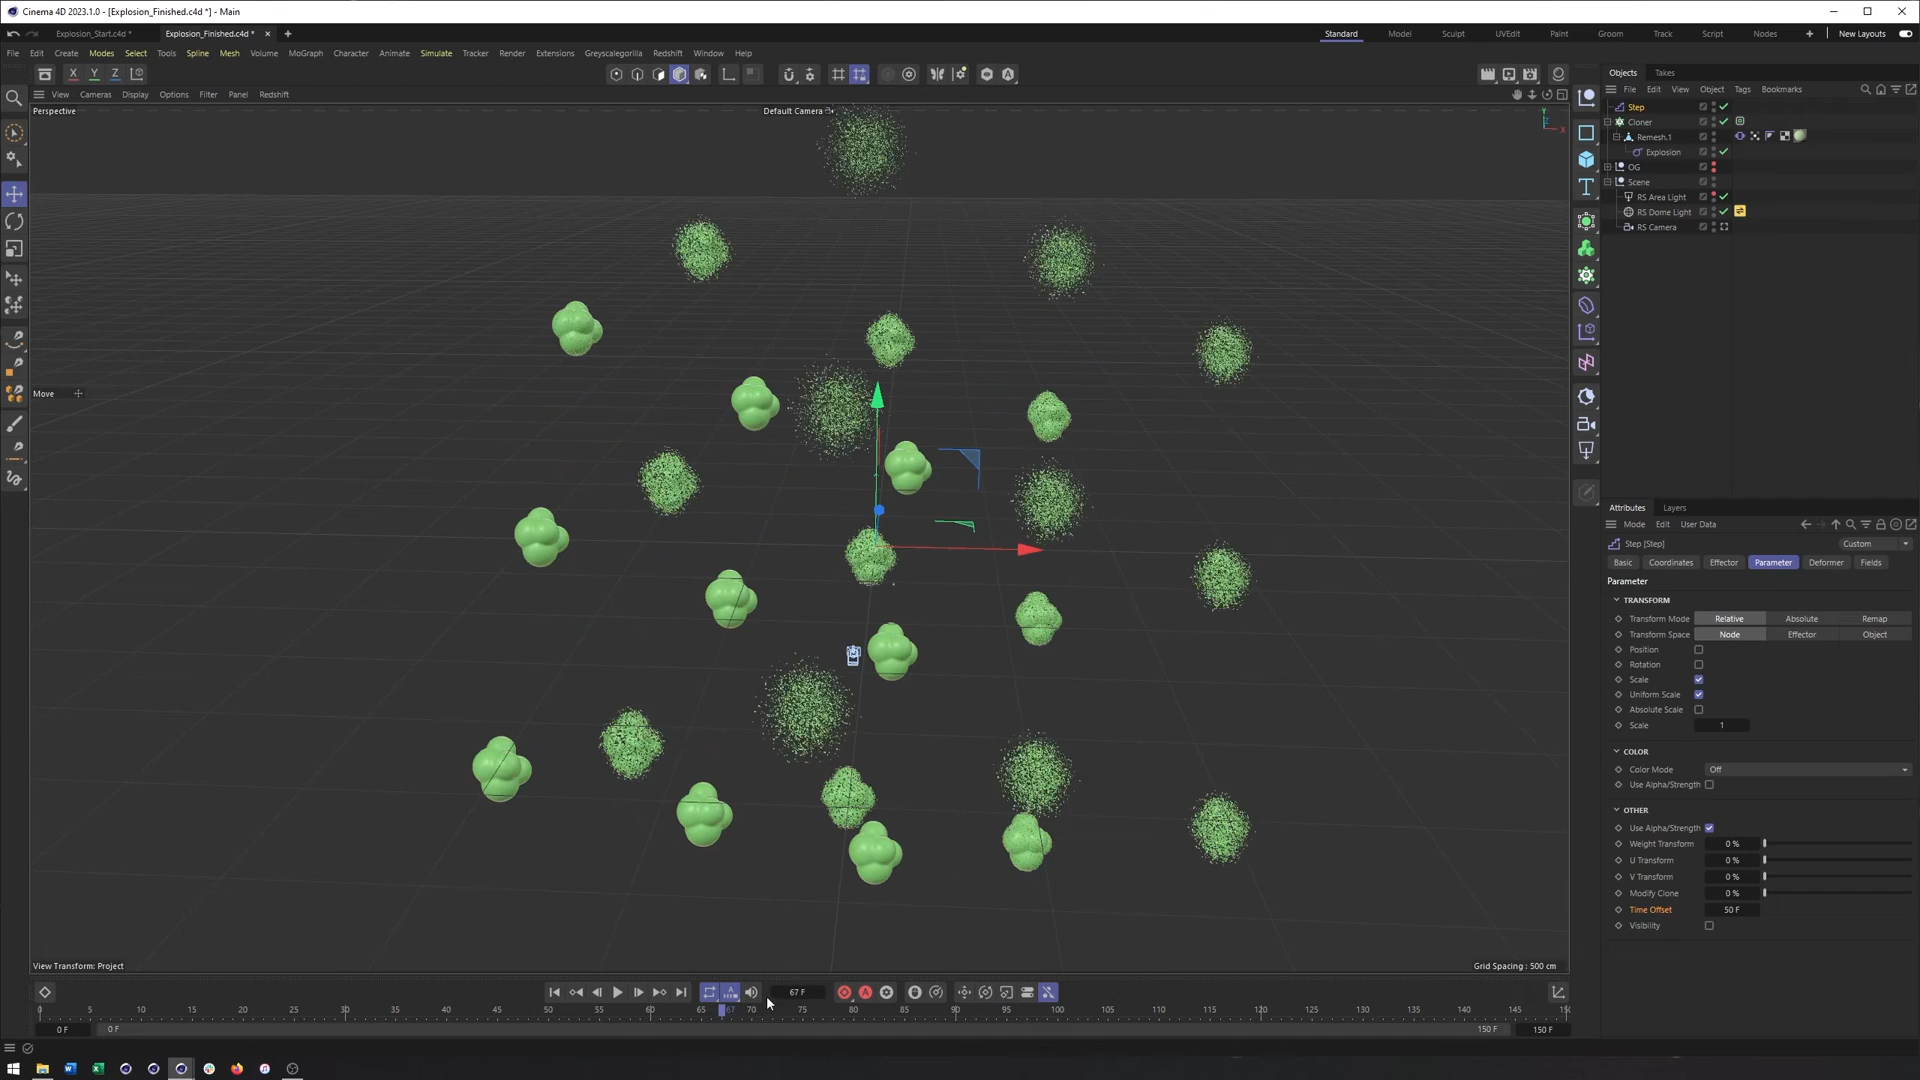 Cinema 4D 2023.1.0 - [Explosion_Finished.c4d *] - Main
Explosion_Start.c4d * Explosion_Finished.c4d * Standard Model Sculpt UVEdit Paint Groom Track Script Nodes New Layouts
File Edit Create Modes Select Tools Spline Mesh Volume MoGraph Character Animate Simulate Tracker Render Extensions Greyscalegorilla Redshift Window Help
X Y Z
Objects Takes
File Edit View Object Tags Bookmarks
View Cameras Display Options Filter Panel Redshift
Perspective Default Camera
Step
Cloner
Remesh.1
Explosion
OG
Scene
RS Area Light
RS Dome Light
RS Camera
Move
Attributes Layers
Mode Edit User Data
Step [Step] Custom
Basic Coordinates Effector Parameter Deformer Fields
Parameter
TRANSFORM
Transform Mode Relative Absolute Remap
Transform Space Node Effector Object
Position
Rotation
Scale
Uniform Scale
Absolute Scale
Scale 1
COLOR
Color Mode Off
Use Alpha/Strength
OTHER
Use Alpha/Strength
Weight Transform 0 %
U Transform 0 %
V Transform 0 %
Modify Clone 0 %
Time Offset 50 F
Visibility
View Transform: Project Grid Spacing : 500 cm
67 F
0 5 10 15 20 25 30 35 40 45 50 55 60 65 67 70 75 80 85 90 95 100 105 110 115 120 125 130 135 140 145 15
0 F 0 F 150 F 150 F